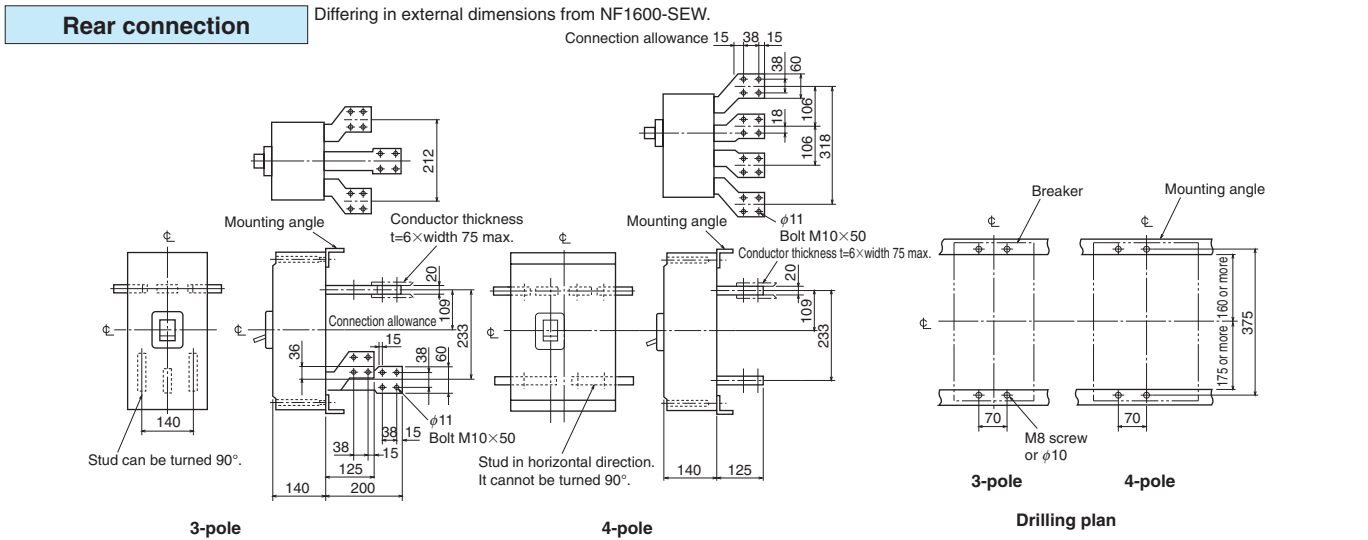 Rear connection
Differing in external dimensions from NF1600-SEW.
Connection allowance 15 38 15
38
60
18
106
106
318
212
φ11
Bolt M10×50
Mounting angle
Conductor thickness
t=6×width 75 max.
℄
℄
℄
20
109
233
Connection allowance
15
36
38
60
φ11
Bolt M10×50
38 15
38
15
125
140
200
140
Stud can be turned 90°.
3-pole
Mounting angle
Conductor thickness t=6×width 75 max.
℄
℄
℄
20
109
233
140
125
Stud in horizontal direction.
It cannot be turned 90°.
4-pole
Breaker
Mounting angle
℄
℄
℄
160 or more
175 or more
375
70
70
M8 screw
or φ10
3-pole
4-pole
Drilling plan